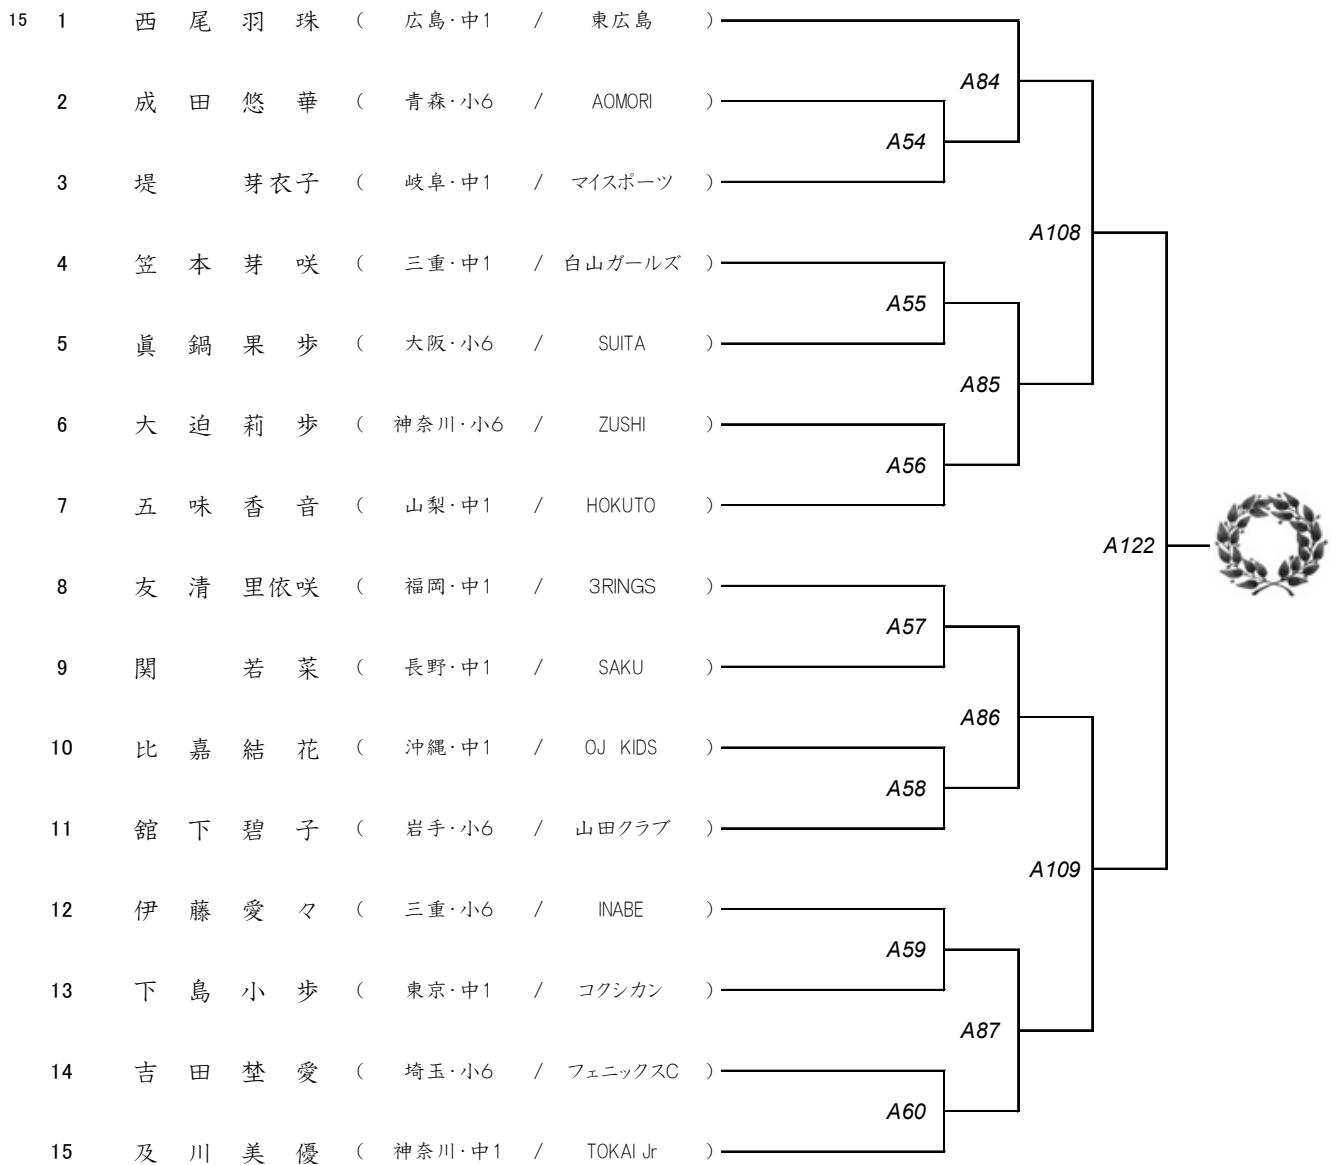 15 1 西尾羽珠 ( 広島・中1 / 東広島 )
A84
2 成田悠華 ( 青森・小6 / AOMORI )
A54
3 堤 芽衣子 ( 岐阜・中1 / マイスポーツ )
A108
4 笠本芽咲 ( 三重・中1 / 白山ガールズ )
A55
5 眞鍋果歩 ( 大阪・小6 / SUITA )
A85
6 大迫莉歩 ( 神奈川・小6 / ZUSHI )
A56
7 五味香音 ( 山梨・中1 / HOKUTO )
A122
8 友清里依咲 ( 福岡・中1 / 3RINGS )
A57
9 関 若菜 ( 長野・中1 / SAKU )
A86
10 比嘉結花 ( 沖縄・中1 / OJ KIDS )
A58
11 舘下碧子 ( 岩手・小6 / 山田クラブ )
A109
12 伊藤愛々 ( 三重・小6 / INABE )
A59
13 下島小歩 ( 東京・中1 / コクシカン )
A87
14 吉田埜愛 ( 埼玉・小6 / フェニックスC )
A60
15 及川美優 ( 神奈川・中1 / TOKAI Jr )